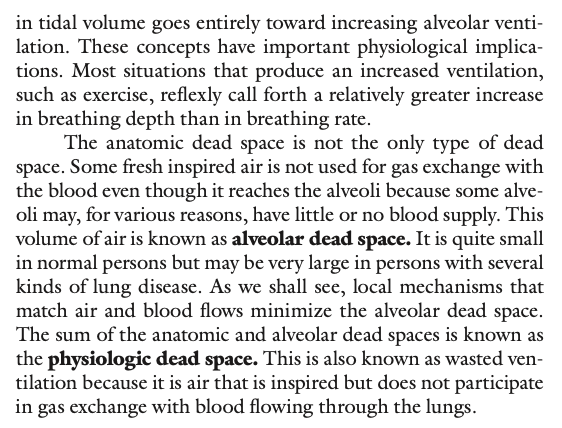 in tidal volume goes entirely toward increasing alveolar venti-
lation. These concepts have important physiological implica-
tions. Most situations that produce an increased ventilation,
such as exercise, reflexly call forth a relatively greater increase
in breathing depth than in breathing rate.
The anatomic dead space is not the only type of dead
space. Some fresh inspired air is not used for gas exchange with
the blood even though it reaches the alveoli because some alve-
oli may, for various reasons, have little or no blood supply. This
volume of air is known as alveolar dead space. It is quite small
in normal persons but may be very large in persons with several
kinds of lung disease. As we shall see, local mechanisms that
match air and blood flows minimize the alveolar dead space.
The sum of the anatomic and alveolar dead spaces is known as
the physiologic dead space. This is also known as wasted ven-
tilation because it is air that is inspired but does not participate
in gas exchange with blood flowing through the lungs.